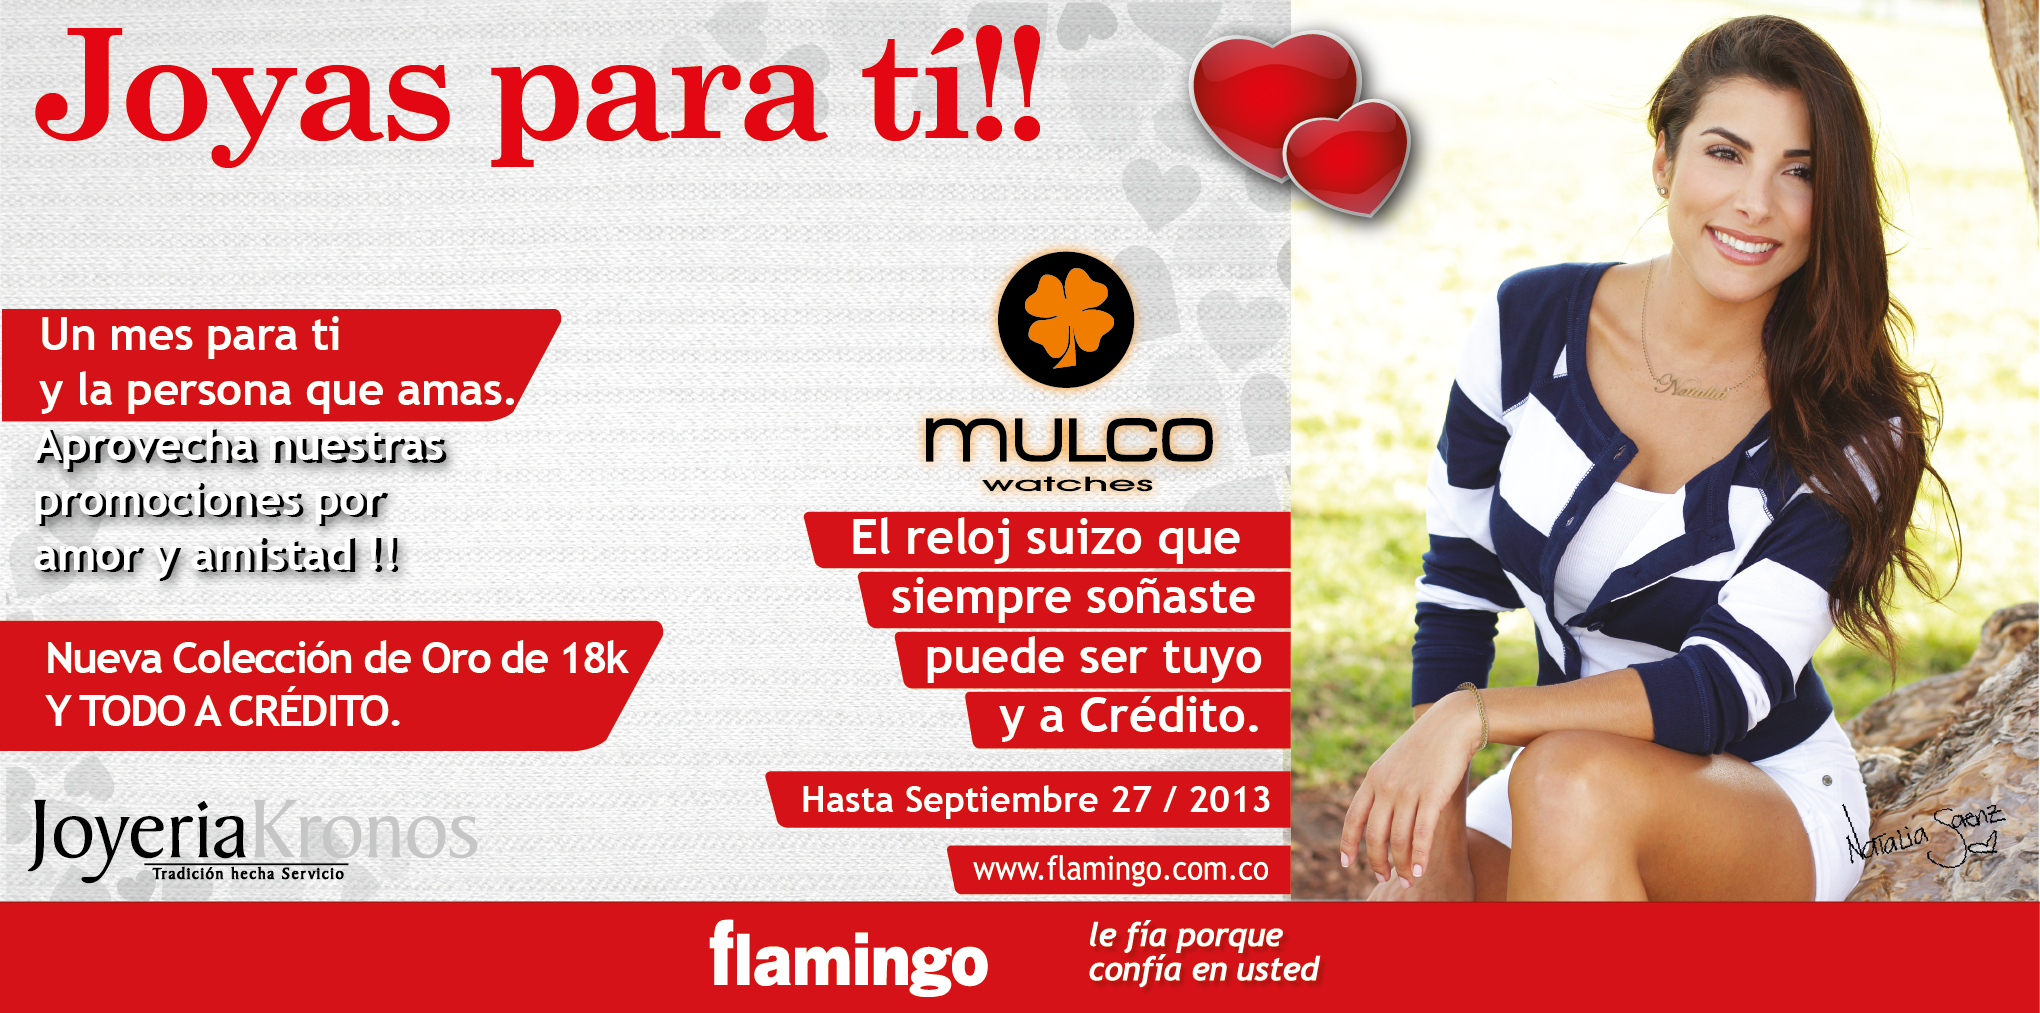 Joyas para tí!!
Un mes para ti
y la persona que amas.
Aprovecha nuestras
promociones por
amor y amistad !!
Nueva Colección de Oro de 18k
Y TODO A CRÉDITO.
Joyeria Kronos
Tradición hecha Servicio
mulco
watches
El reloj suizo que
siempre soñaste
puede ser tuyo
y a Crédito.
Hasta Septiembre 27 / 2013
www.flamingo.com.co
Natalia
Natalia Saenz
flamingo
le fía porque
confía en usted